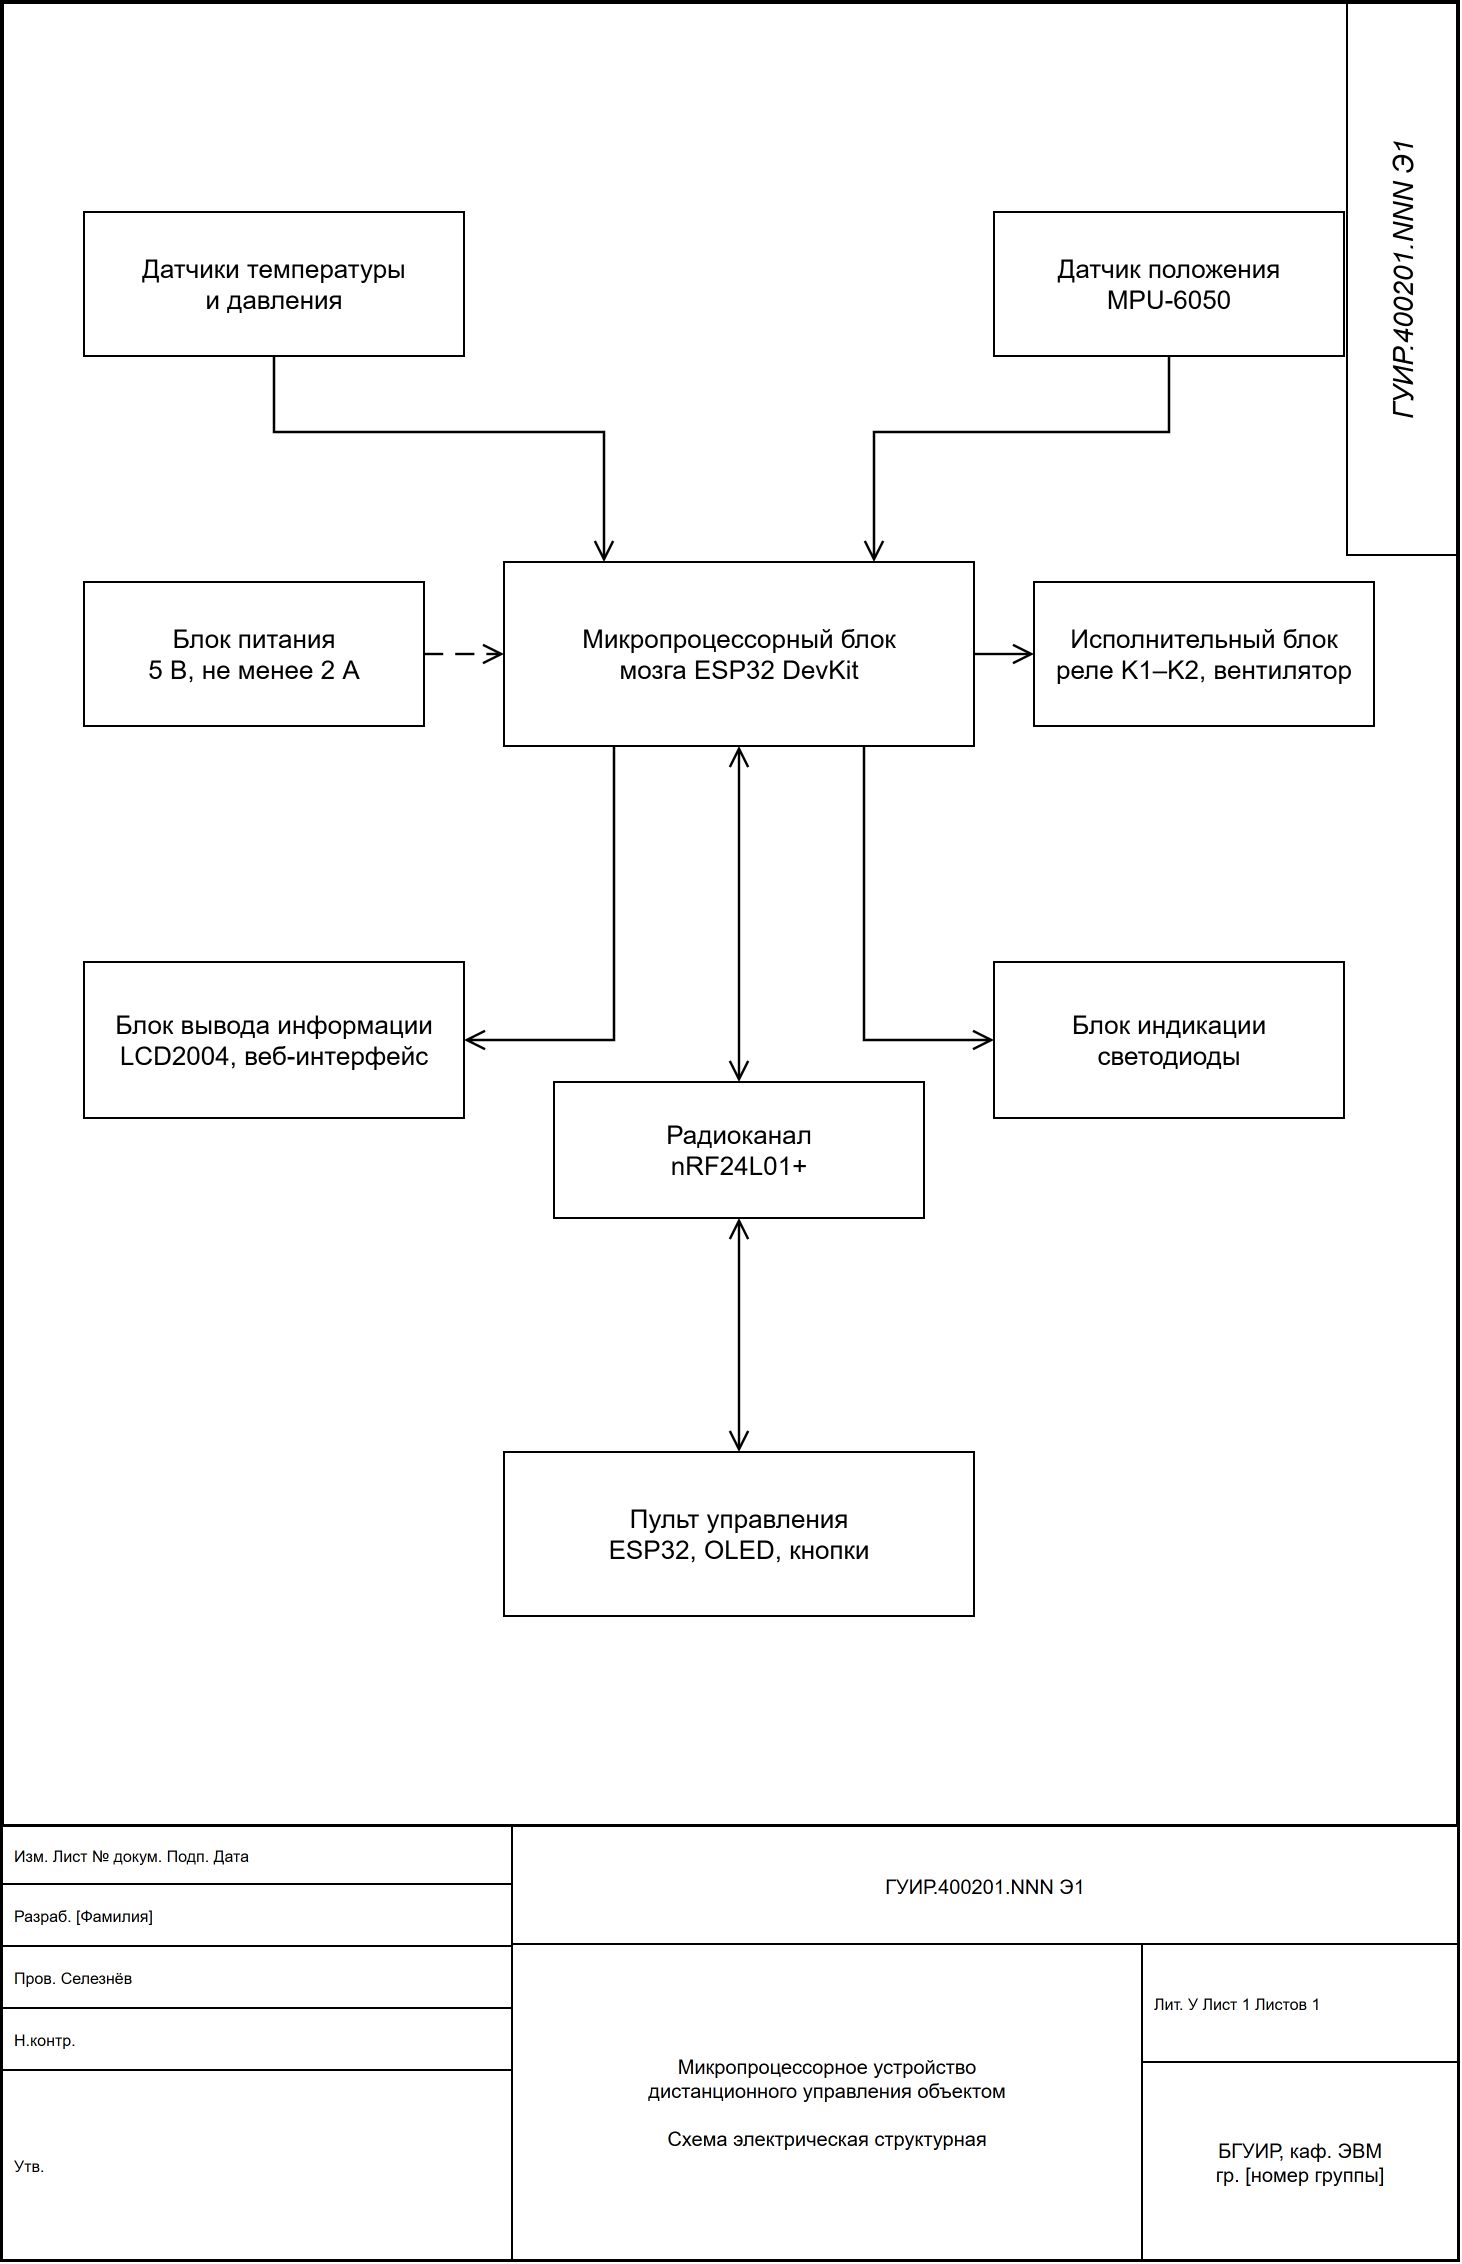 ГУИР.400201.NNN Э1
Датчики температуры
и давления
Датчик положения
MPU-6050
Блок питания
5 В, не менее 2 А
Микропроцессорный блок
мозга ESP32 DevKit
Исполнительный блок
реле K1–K2, вентилятор
Блок вывода информации
LCD2004, веб-интерфейс
Блок индикации
светодиоды
Радиоканал
nRF24L01+
Пульт управления
ESP32, OLED, кнопки
Изм. Лист № докум. Подп. Дата
Разраб. [Фамилия]
Пров. Селезнёв
Н.контр.
Утв.
ГУИР.400201.NNN Э1
Микропроцессорное устройство
дистанционного управления объектом
Схема электрическая структурная
Лит. У Лист 1 Листов 1
БГУИР, каф. ЭВМ
гр. [номер группы]